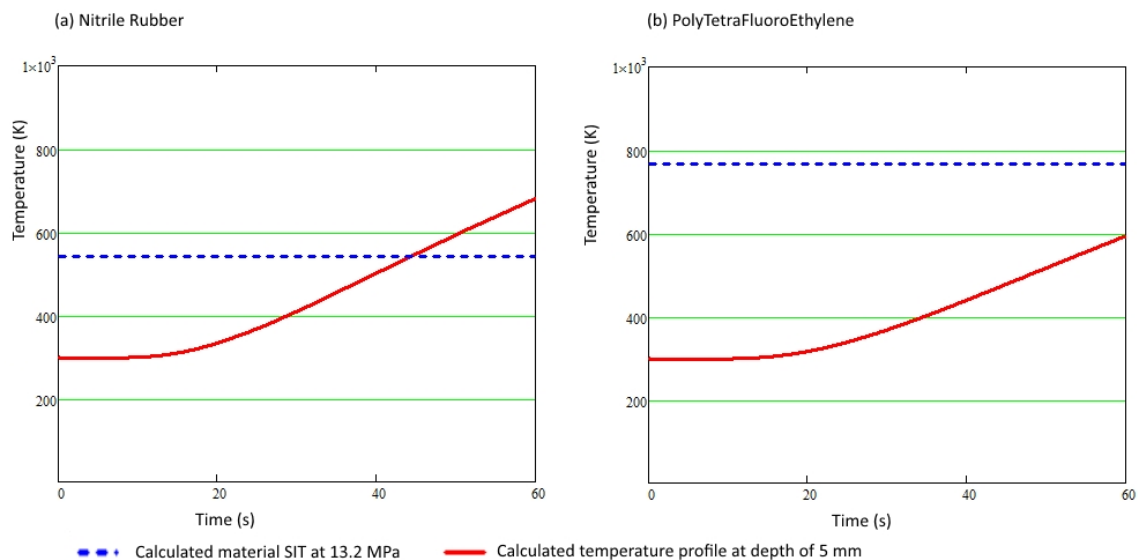 (a) Nitrile Rubber
(b) PolyTetraFluoroEthylene
1×10³
800
600
400
200
0
20
40
60
Temperature (K)
Time (s)
1×10³
800
600
400
200
0
20
40
60
Temperature (K)
Time (s)
Calculated material SIT at 13.2 MPa
Calculated temperature profile at depth of 5 mm